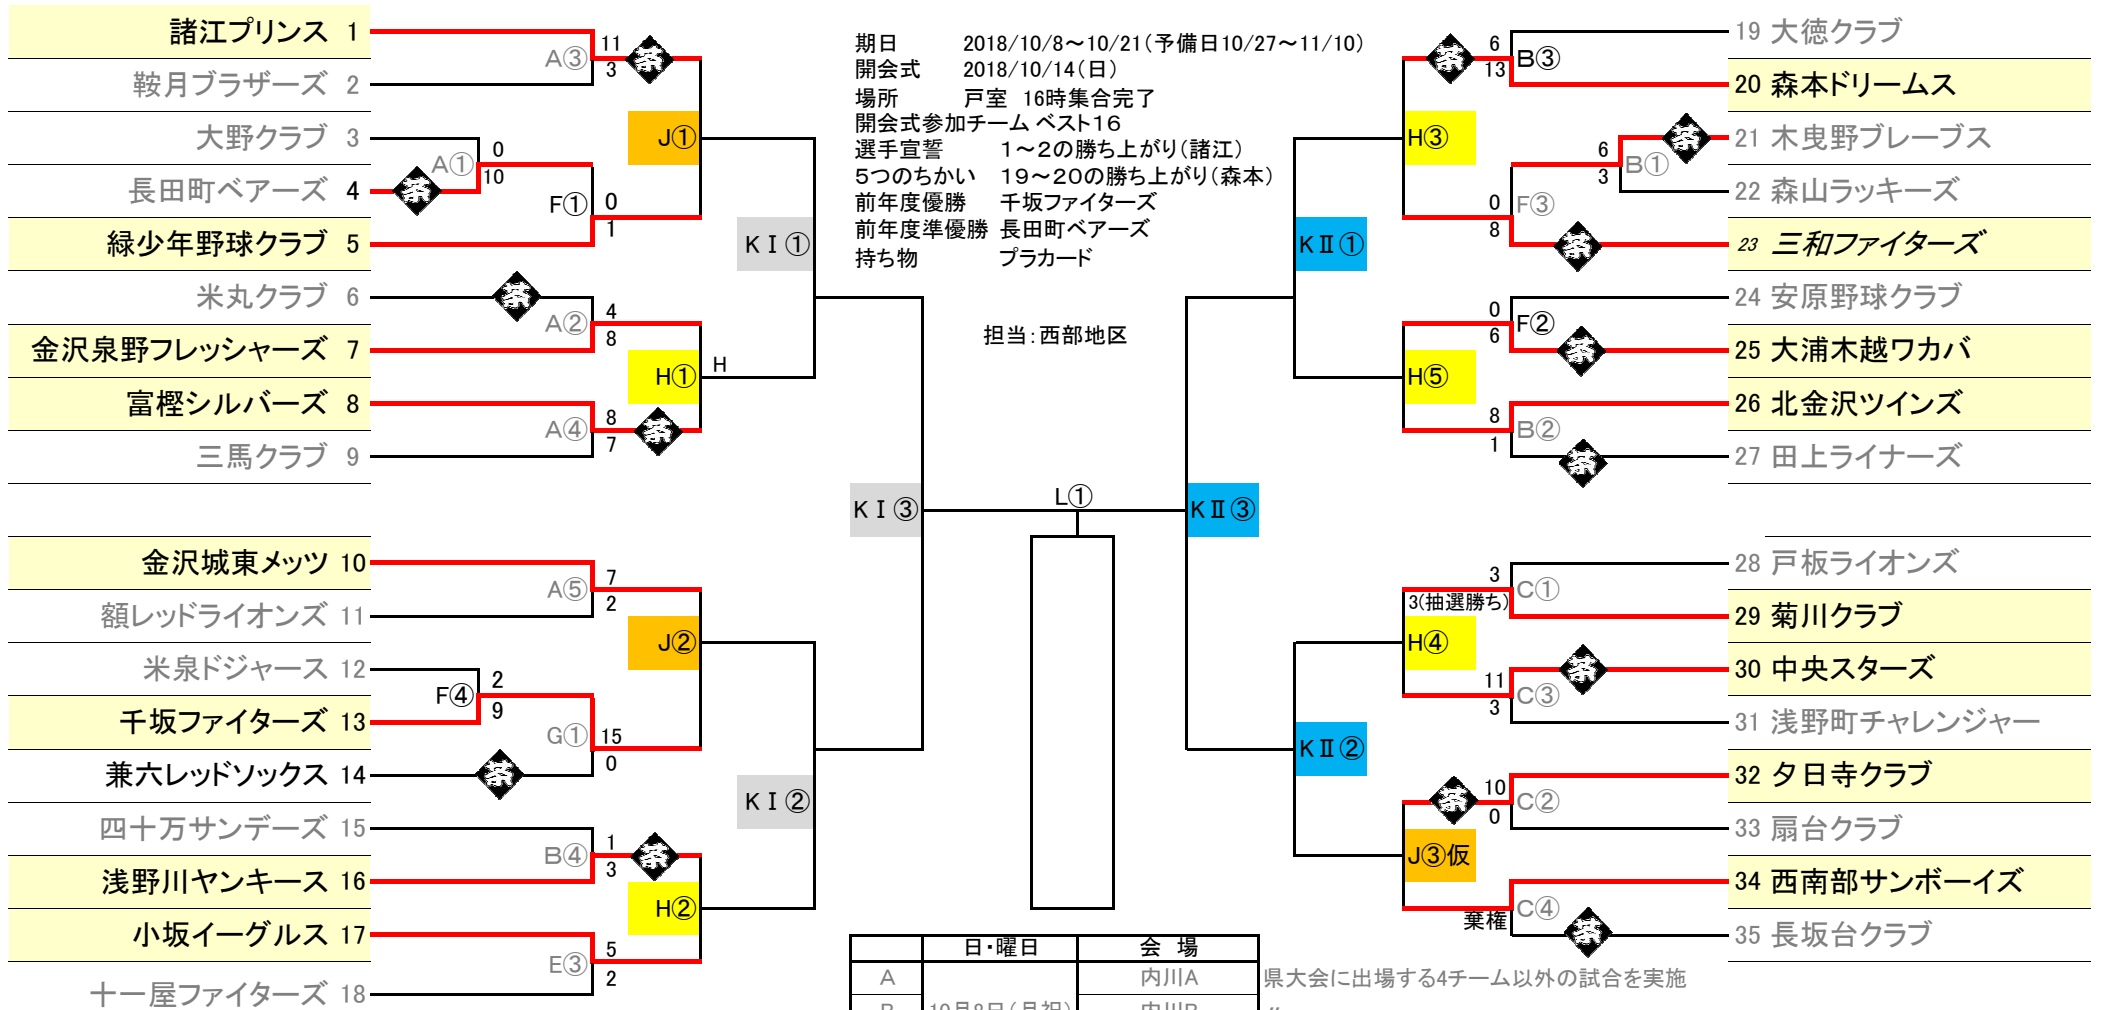 諸江プリンス 1
鞍月ブラザーズ 2
大野クラブ 3
長田町ベアーズ 4
緑少年野球クラブ 5
米丸クラブ 6
金沢泉野フレッシャーズ 7
富樫シルバーズ 8
三馬クラブ 9
金沢城東メッツ 10
額レッドライオンズ 11
米泉ドジャース 12
千坂ファイターズ 13
兼六レッドソックス 14
四十万サンデーズ 15
浅野川ヤンキース 16
小坂イーグルス 17
十一屋ファイターズ 18
A③ 11 3
A① 0 10
F① 0 1
A② 4 8
A④ 8 7
A⑤ 7 2
F④ 2 9
G① 15 0
B④ 1 3
E③ 5 2
J①
H① H
J②
H②
KⅠ①
KⅠ②
KⅠ③
期日 2018/10/8～10/21(予備日10/27～11/10)
開会式 2018/10/14(日)
場所 戸室 16時集合完了
開会式参加チーム ベスト16
選手宣誓 1～2の勝ち上がり(諸江)
5つのちかい 19～20の勝ち上がり(森本)
前年度優勝 千坂ファイターズ
前年度準優勝 長田町ベアーズ
持ち物 プラカード
担当:西部地区
L①
KⅡ①
KⅡ③
KⅡ②
H③
H⑤
H④
J③仮
6 13 B③
6 3 B①
0 8 F③
0 6 F②
8 1 B②
3 3(抽選勝ち) C①
11 3 C③
10 0 C②
棄権 C④
19 大徳クラブ
20 森本ドリームス
21 木曳野ブレーブス
22 森山ラッキーズ
23 三和ファイターズ
24 安原野球クラブ
25 大浦木越ワカバ
26 北金沢ツインズ
27 田上ライナーズ
28 戸板ライオンズ
29 菊川クラブ
30 中央スターズ
31 浅野町チャレンジャー
32 夕日寺クラブ
33 扇台クラブ
34 西南部サンボーイズ
35 長坂台クラブ
日・曜日 会 場
A 内川A 県大会に出場する4チーム以外の試合を実施
B 10月8日(月祝) 内川B 〃